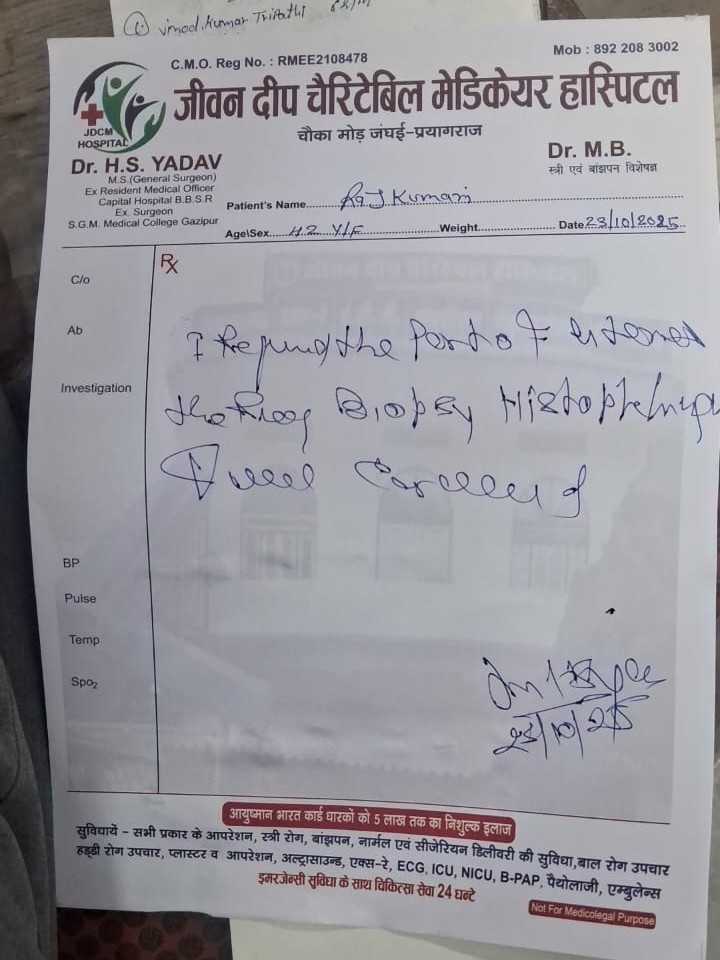 ① vimod.Kumar Tripathi
C.M.O. Reg No. : RMEE2108478
Mob : 892 208 3002
JDCM
HOSPITAL
जीवन दीप चैरिटेबिल मेडिकेयर हास्पिटल
चौका मोड़ जंघई-प्रयागराज
Dr. H.S. YADAV
M.S.(General Surgeon)
Ex Resident Medical Officer
Capital Hospital B.B.S.R
Ex. Surgeon
S.G.M. Medical College Gazipur
Dr. M.B.
स्त्री एवं बांझपन विशेषज्ञ
Patient's Name Raj Kumari
Age\Sex 42 Y/F Weight Date 23/10/2025
Rx
C/o
Ab
Investigation
the Part of
Biopsy
BP
Pulse
Temp
Spo2
23/10/25
आयुष्मान भारत कार्ड धारकों को 5 लाख तक का निशुल्क इलाज
सुविधायें - सभी प्रकार के आपरेशन, स्त्री रोग, बांझपन, नार्मल एवं सीजेरियन डिलीवरी की सुविधा,बाल रोग उपचार
हड्डी रोग उपचार, प्लास्टर व आपरेशन, अल्ट्रासाउन्ड, एक्स-रे, ECG, ICU, NICU, B-PAP, पैयोलाजी, एम्बुलेन्स
इमरजेन्सी सुविधा के साथ चिकित्सा सेवा 24 घन्टे
Not For Medicolegal Purpose